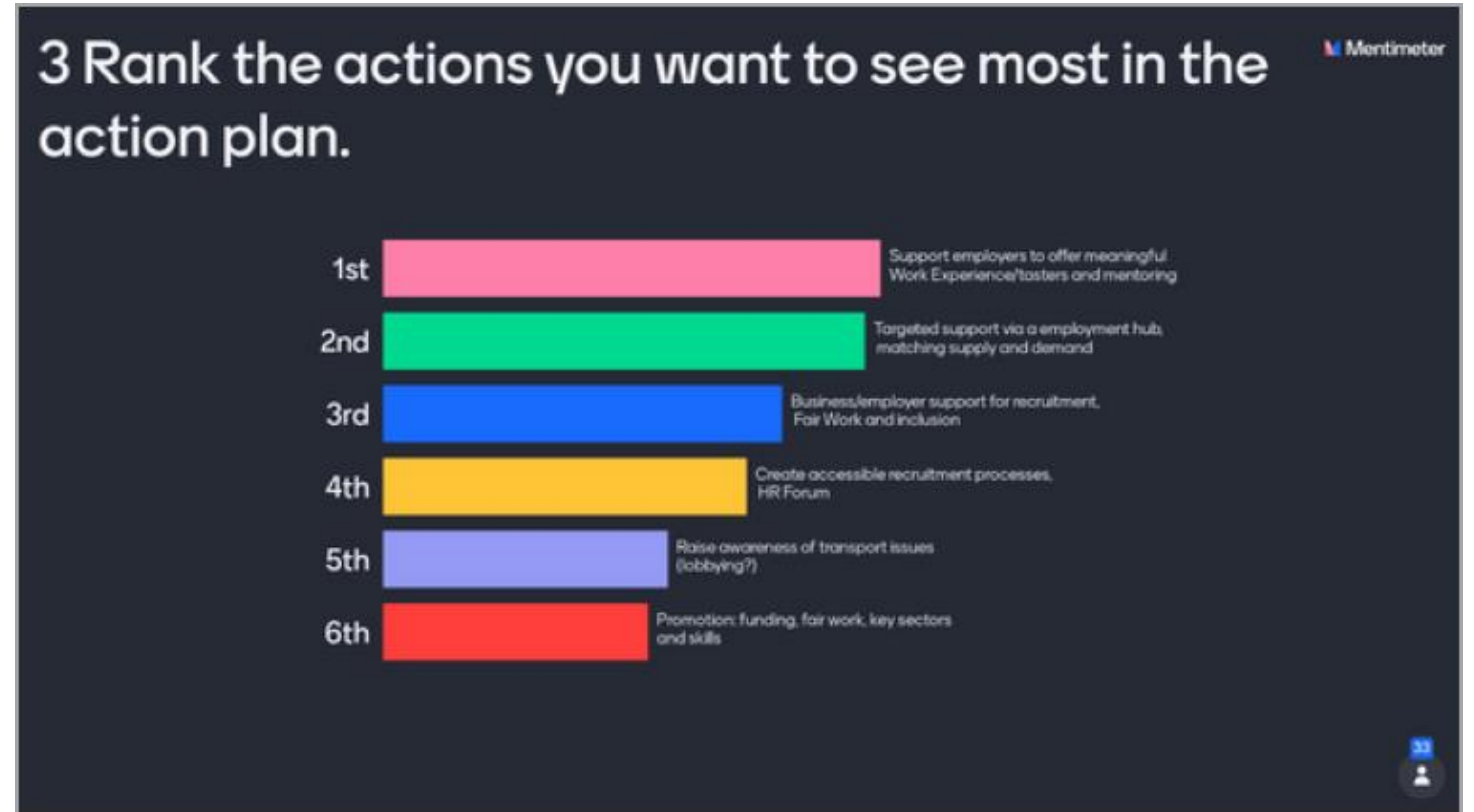 3 Rank the actions you want to see most in the
action plan.
Mentimeter
1st
Support employers to offer meaningful
Work Experience/tasters and mentoring
2nd
Targeted support via a employment hub,
matching supply and demand
3rd
Business/employer support for recruitment,
Fair Work and inclusion
4th
Create accessible recruitment processes,
HR Forum
5th
Raise awareness of transport issues
(lobbying?)
6th
Promotion: funding, fair work, key sectors
and skills
33